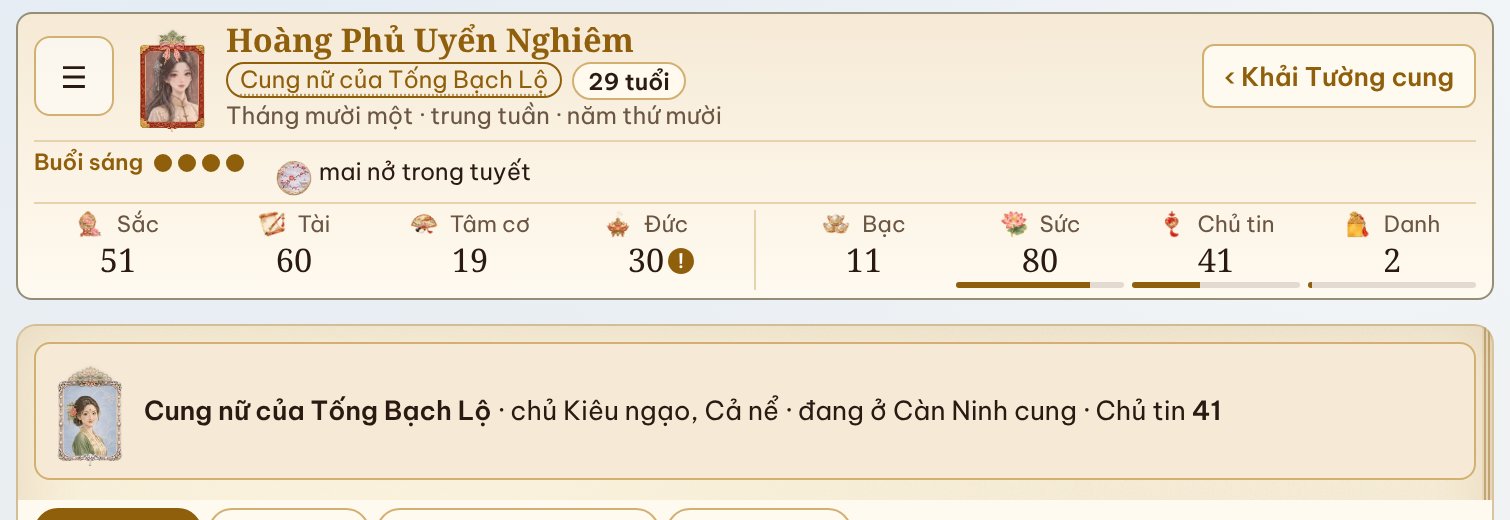 Hoàng Phủ Uyển Nghiêm
Cung nữ của Tống Bạch Lộ 29 tuổi
‹ Khải Tường cung
Tháng mười một · trung tuần · năm thứ mười
Buổi sáng mai nở trong tuyết
Sắc Tài Tâm cơ Đức Bạc Sức Chủ tin Danh
51 60 19 30 ! 11 80 41 2
Cung nữ của Tống Bạch Lộ · chủ Kiêu ngạo, Cả nể · đang ở Càn Ninh cung · Chủ tin 41